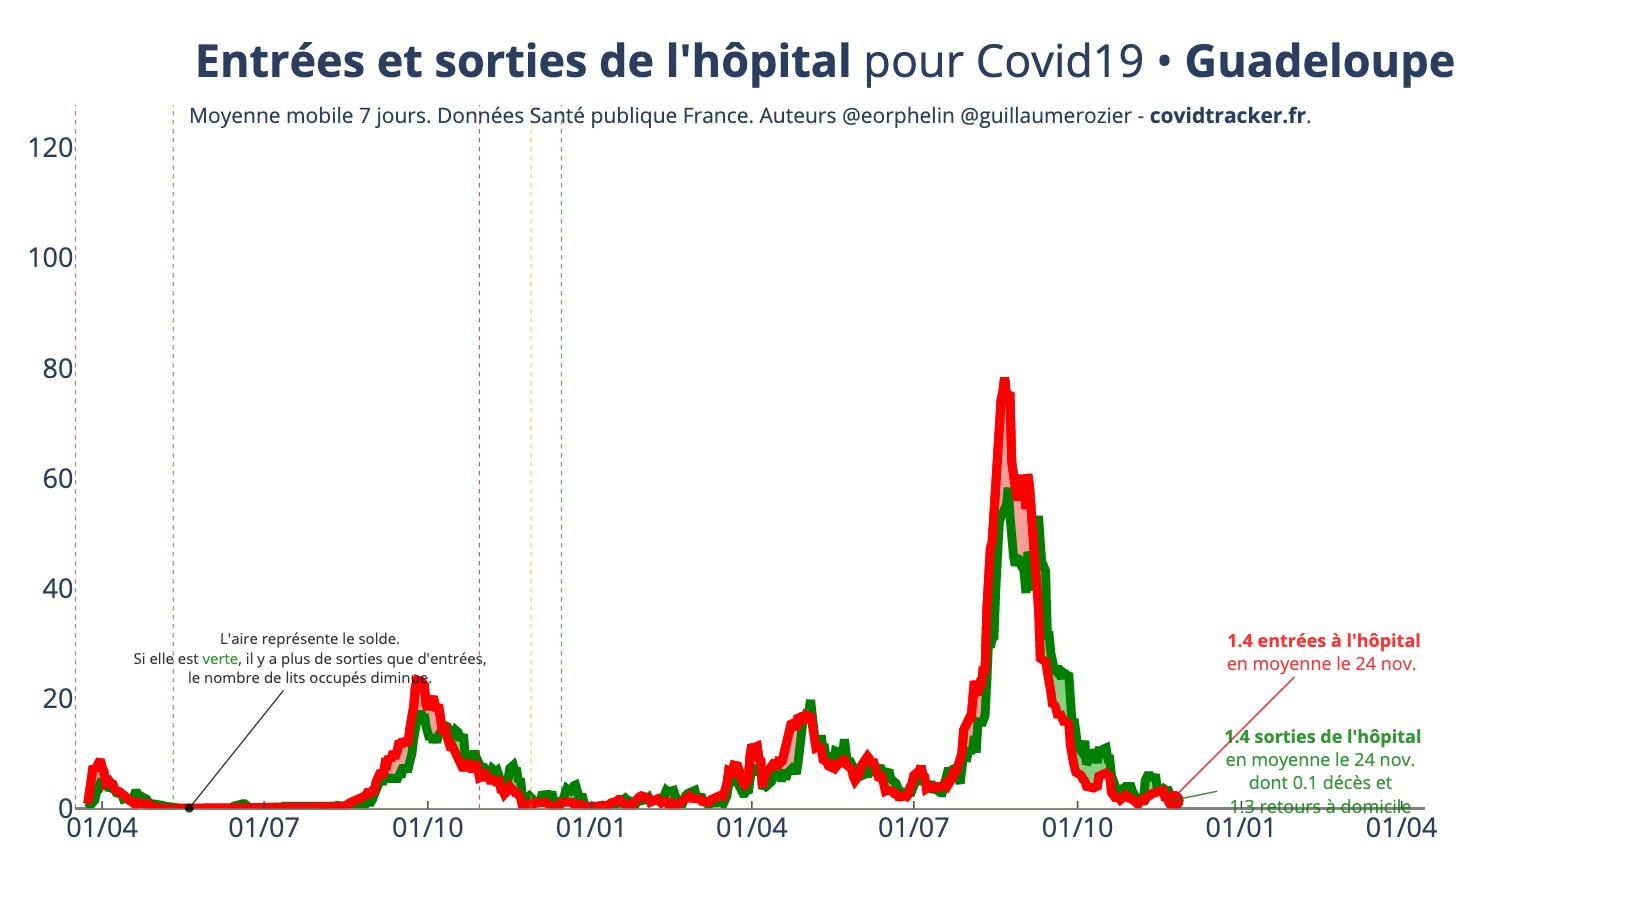 Entrées et sorties de l'hôpital pour Covid19 • Guadeloupe
Moyenne mobile 7 jours. Données Santé publique France. Auteurs @eorphelin @guillaumerozier - covidtracker.fr.
120
100
80
60
40
20
0
L'aire représente le solde.
Si elle est verte, il y a plus de sorties que d'entrées,
le nombre de lits occupés diminue.
1.4 entrées à l'hôpital
en moyenne le 24 nov.
1.4 sorties de l'hôpital
en moyenne le 24 nov.
dont 0.1 décès et
1.3 retours à domicile
01/04
01/07
01/10
01/01
01/04
01/07
01/10
01/01
01/04